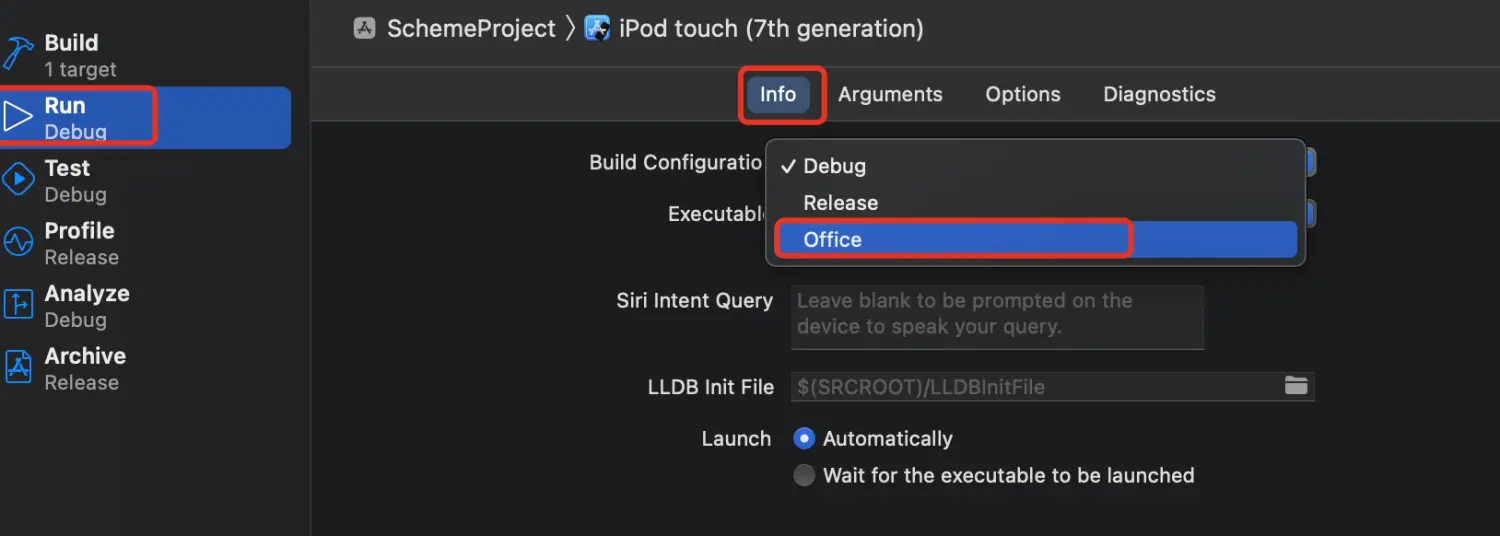 SchemeProject 〉 iPod touch (7th generation)
Build
1 target
Run
Debug
Test
Debug
Profile
Release
Analyze
Debug
Archive
Release
Info Arguments Options Diagnostics
Build Configuratio
✓ Debug
Release
Office
Executabl
Siri Intent Query
Leave blank to be prompted on the
device to speak your query.
LLDB Init File $(SRCROOT)/LLDBInitFile
Launch Automatically
Wait for the executable to be launched